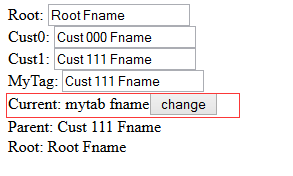 Root: Root Fname
Cust0: Cust 000 Fname
Cust1: Cust 111 Fname
MyTag: Cust 111 Fname
Current: mytab fname change
Parent: Cust 111 Fname
Root: Root Fname